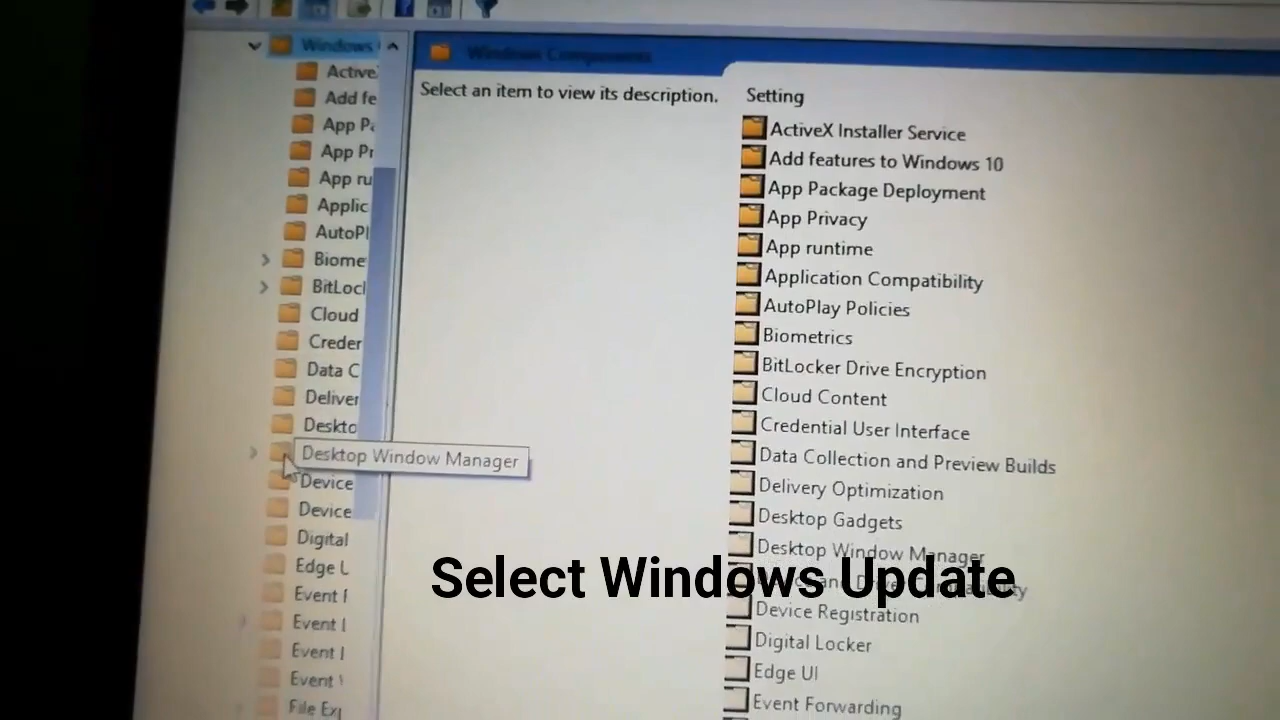 Windows
Windows Components
Active
Add fe
App Pa
App Pr
App ru
Applic
AutoPl
Biome
BitLocl
Cloud
Creder
Data C
Deliver
Deskto
Desktop Window Manager
Device
Device
Digital
Edge U
Event F
Event l
Event l
Event V
File Exp
Select an item to view its description.
Setting
ActiveX Installer Service
Add features to Windows 10
App Package Deployment
App Privacy
App runtime
Application Compatibility
AutoPlay Policies
Biometrics
BitLocker Drive Encryption
Cloud Content
Credential User Interface
Data Collection and Preview Builds
Delivery Optimization
Desktop Gadgets
Desktop Window Manager
Device Registration
Digital Locker
Edge UI
Event Forwarding
Select Windows Update